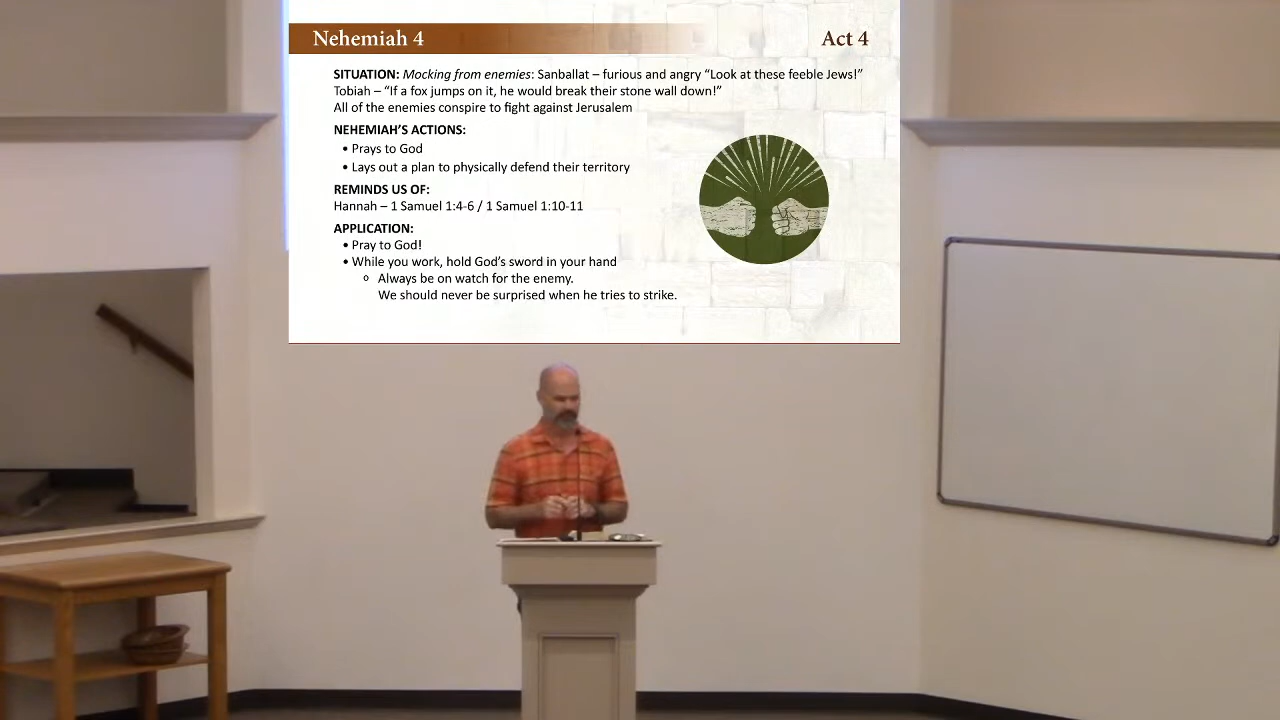 Nehemiah 4
Act 4
SITUATION: Mocking from enemies: Sanballat – furious and angry “Look at these feeble Jews!”
Tobiah – “If a fox jumps on it, he would break their stone wall down!”
All of the enemies conspire to fight against Jerusalem
NEHEMIAH’S ACTIONS:
• Prays to God
• Lays out a plan to physically defend their territory
REMINDS US OF:
Hannah – 1 Samuel 1:4-6 / 1 Samuel 1:10-11
APPLICATION:
• Pray to God!
• While you work, hold God’s sword in your hand
o Always be on watch for the enemy.
We should never be surprised when he tries to strike.